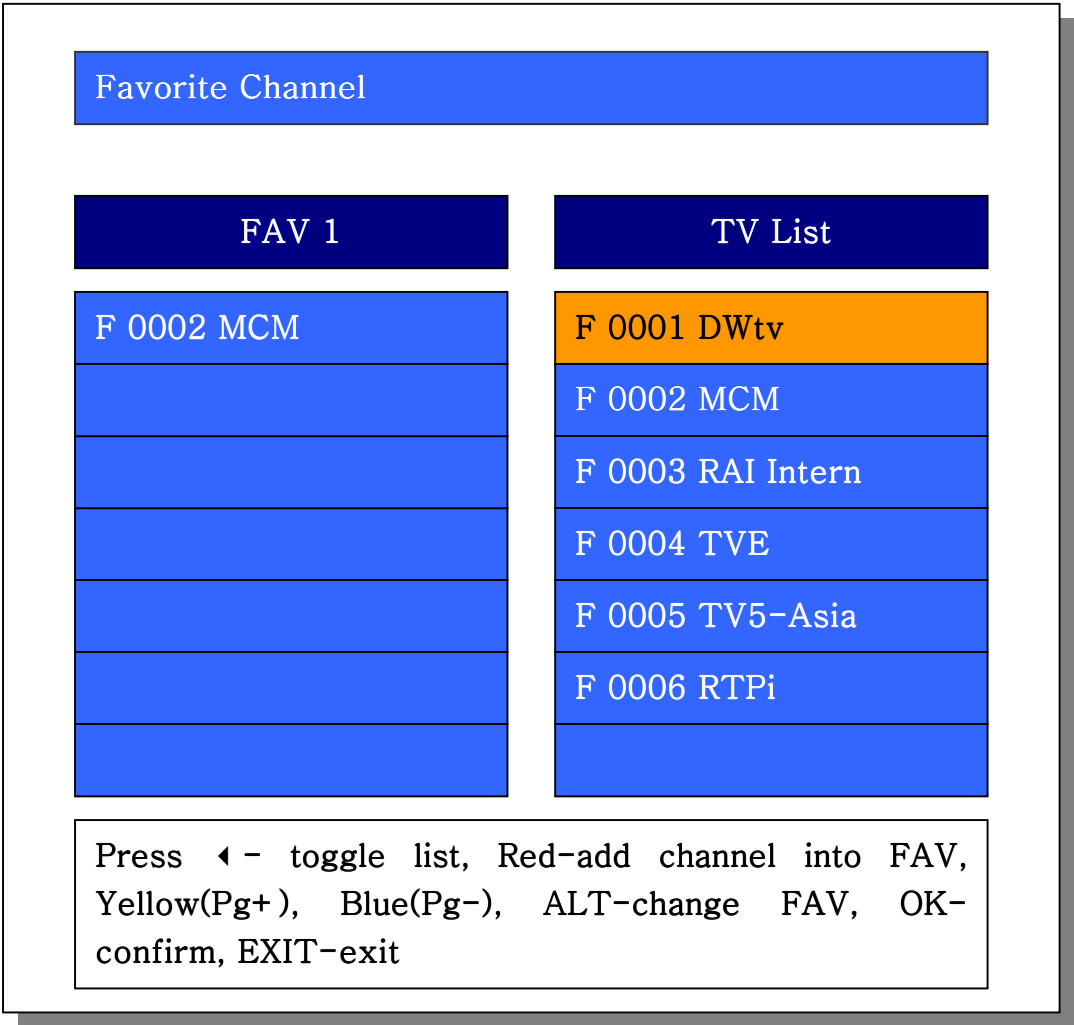 Favorite Channel
FAV 1
TV List
F 0002 MCM
F 0001 DWtv
F 0002 MCM
F 0003 RAI Intern
F 0004 TVE
F 0005 TV5-Asia
F 0006 RTPi
Press ◀- toggle list, Red-add channel into FAV,
Yellow(Pg+), Blue(Pg-), ALT-change FAV, OK-
confirm, EXIT-exit